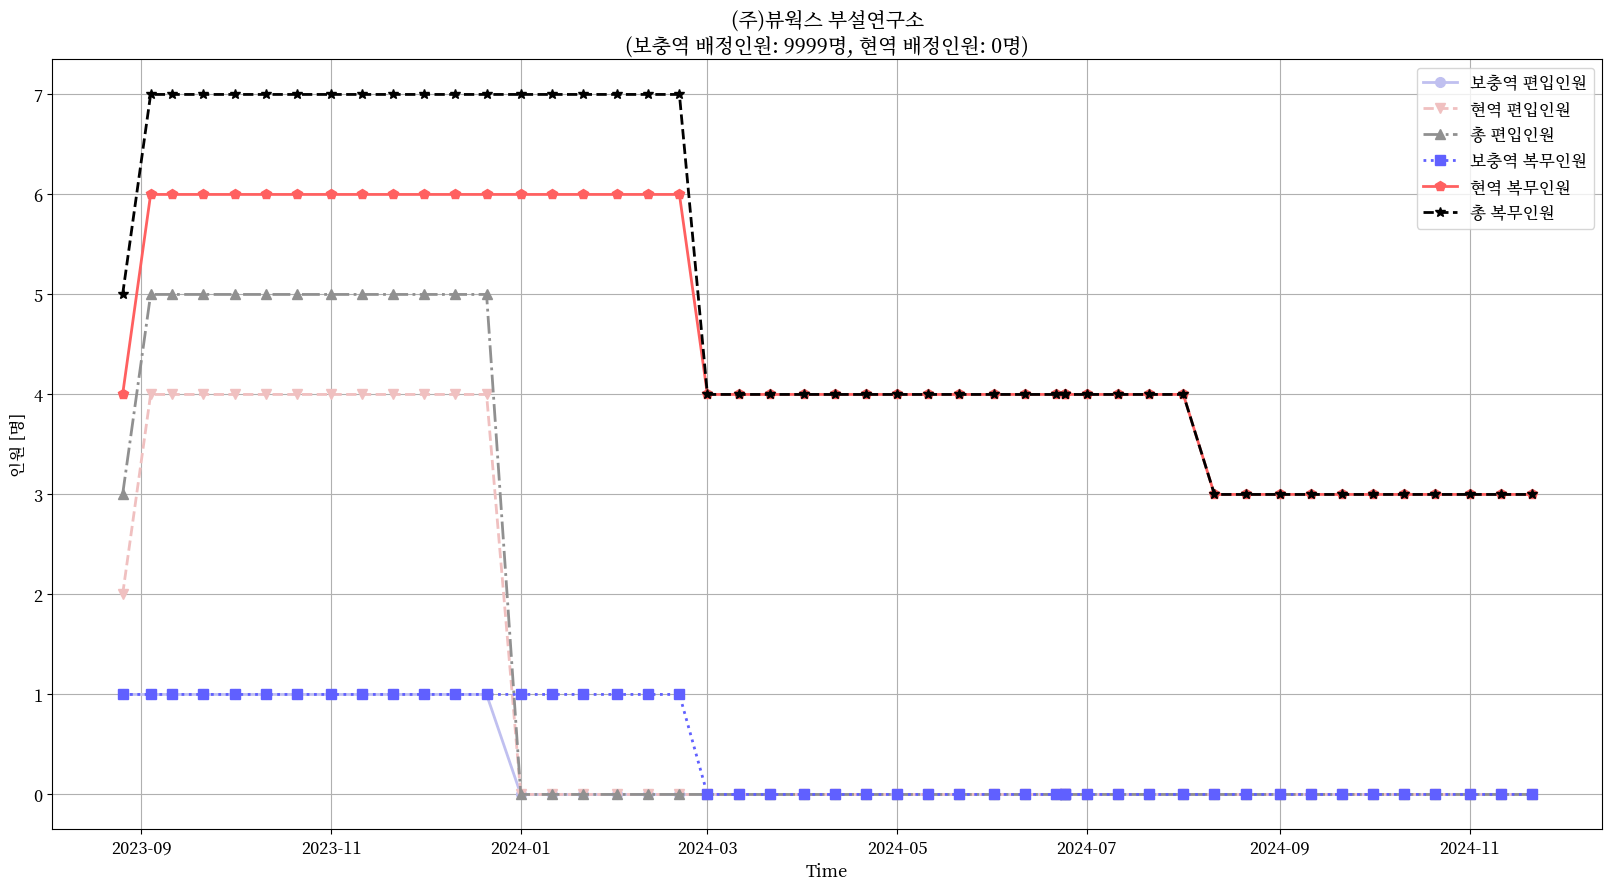 (주)뷰웍스 부설연구소
(보충역 배정인원: 9999명, 현역 배정인원: 0명)
보충역 편입인원
현역 편입인원
총 편입인원
보충역 복무인원
현역 복무인원
총 복무인원
인원 [명]
7
6
5
4
3
2
1
0
2023-09
2023-11
2024-01
2024-03
2024-05
2024-07
2024-09
2024-11
Time